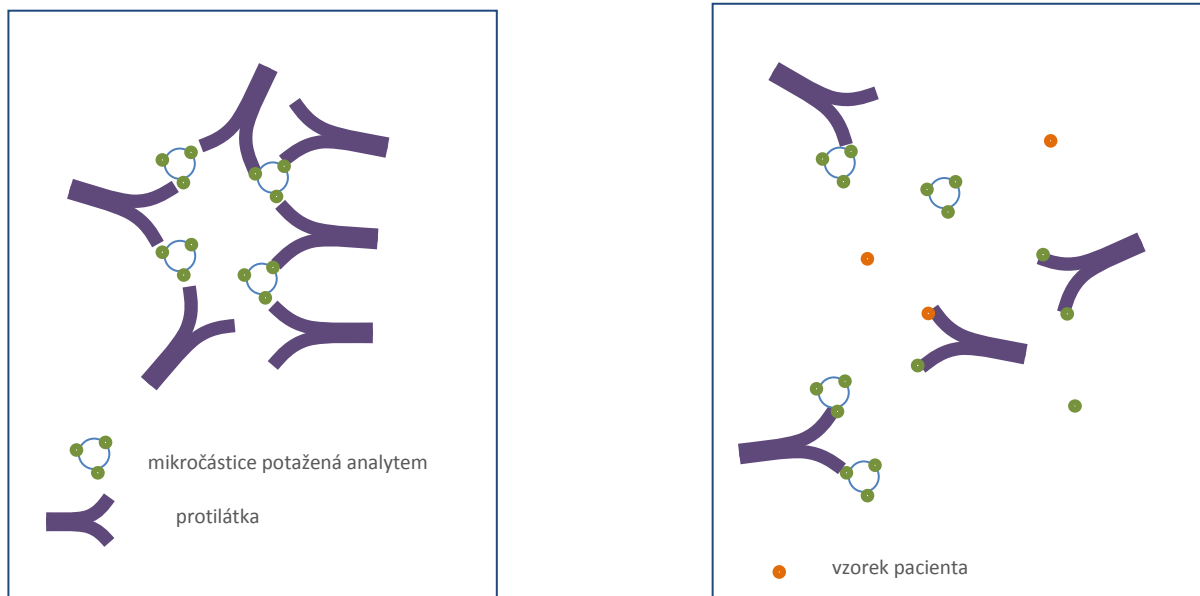 mikročástice potažená analytem
protilátka
vzorek pacienta